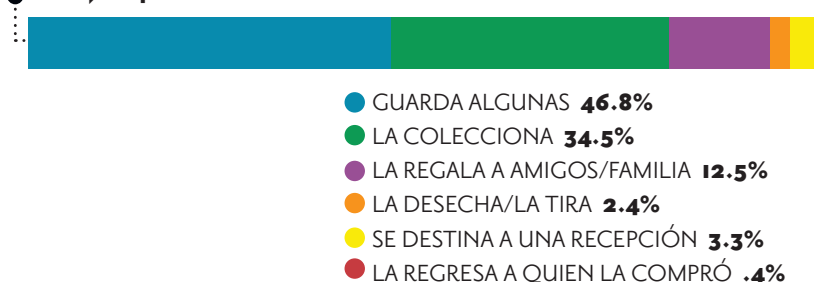 GUARDA ALGUNAS 46.8%
LA COLECCIONA 34.5%
LA REGALA A AMIGOS/FAMILIA 12.5%
LA DESECHA/LA TIRA 2.4%
SE DESTINA A UNA RECEPCIÓN 3.3%
LA REGRESA A QUIEN LA COMPRÓ .4%